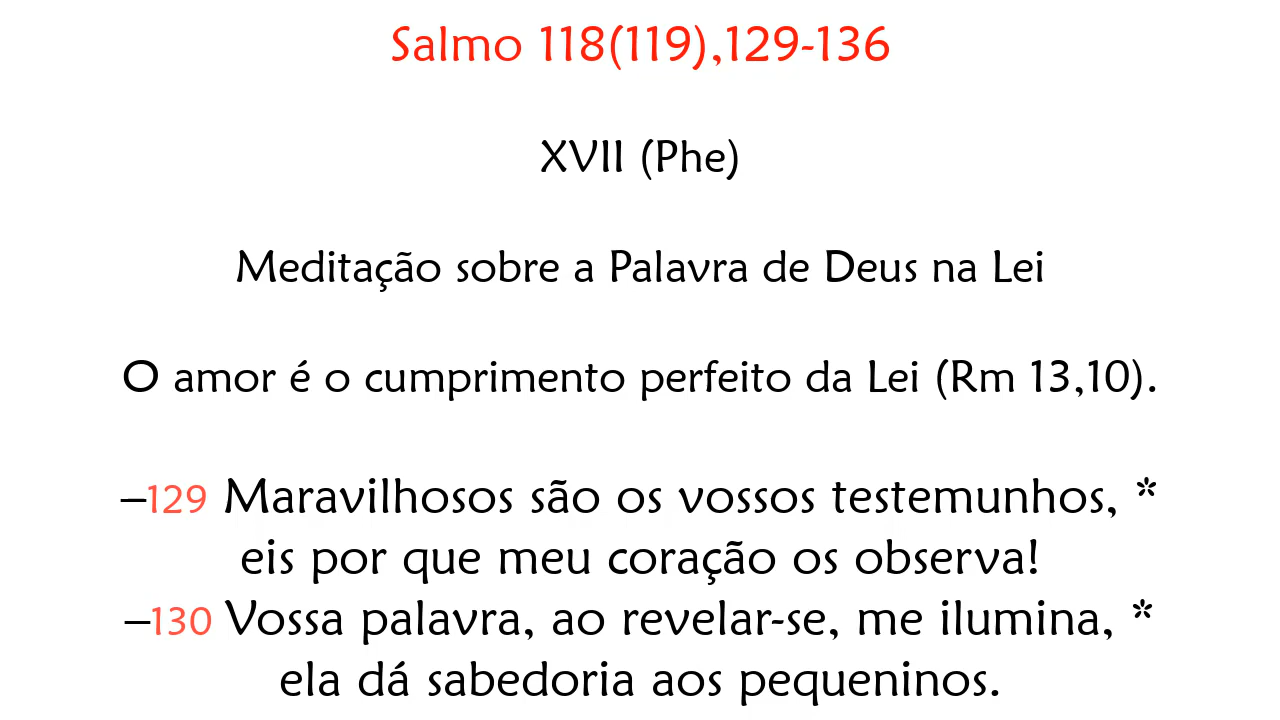 Salmo 118(119),129-136
XVII (Phe)
Meditação sobre a Palavra de Deus na Lei
O amor é o cumprimento perfeito da Lei (Rm 13,10).
–129 Maravilhosos são os vossos testemunhos, *
eis por que meu coração os observa!
–130 Vossa palavra, ao revelar-se, me ilumina, *
ela dá sabedoria aos pequeninos.